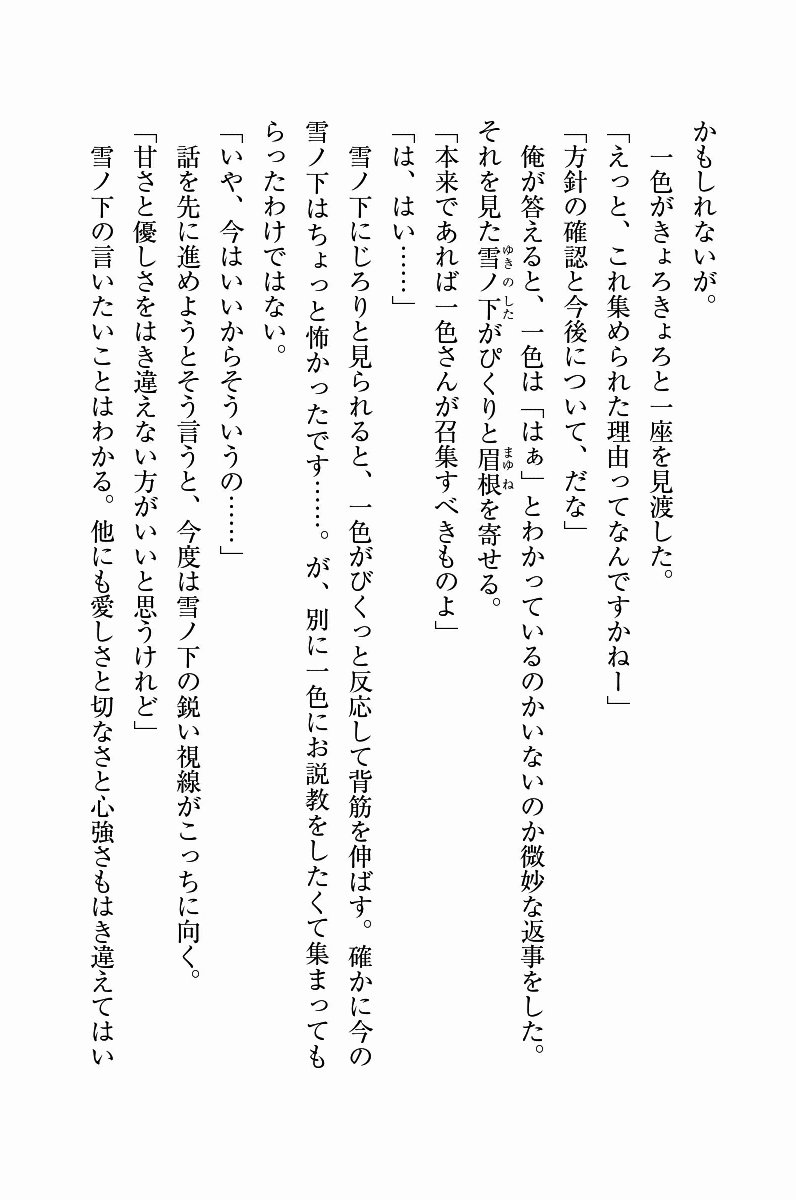 かもしれないが。
　一色がきょろきょろと一座を見渡した。
「えっと、これ集められた理由ってなんですかねー」
「方針の確認と今後について、だな」
　俺が答えると、一色は「はぁ」とわかっているのかいないのか微妙な返事をした。
それを見た雪ノ下がぴくりと眉根を寄せる。
ゆきのした
まゆね
「本来であれば一色さんが召集すべきものよ」
「は、はい……」
　雪ノ下にじろりと見られると、一色がびくっと反応して背筋を伸ばす。確かに今の
雪ノ下はちょっと怖かったです……。が、別に一色にお説教をしたくて集まっても
らったわけではない。
「いや、今はいいからそういうの……」
　話を先に進めようとそう言うと、今度は雪ノ下の鋭い視線がこっちに向く。
「甘さと優しさをはき違えない方がいいと思うけれど」
　雪ノ下の言いたいことはわかる。他にも愛しさと切なさと心強さもはき違えてはい